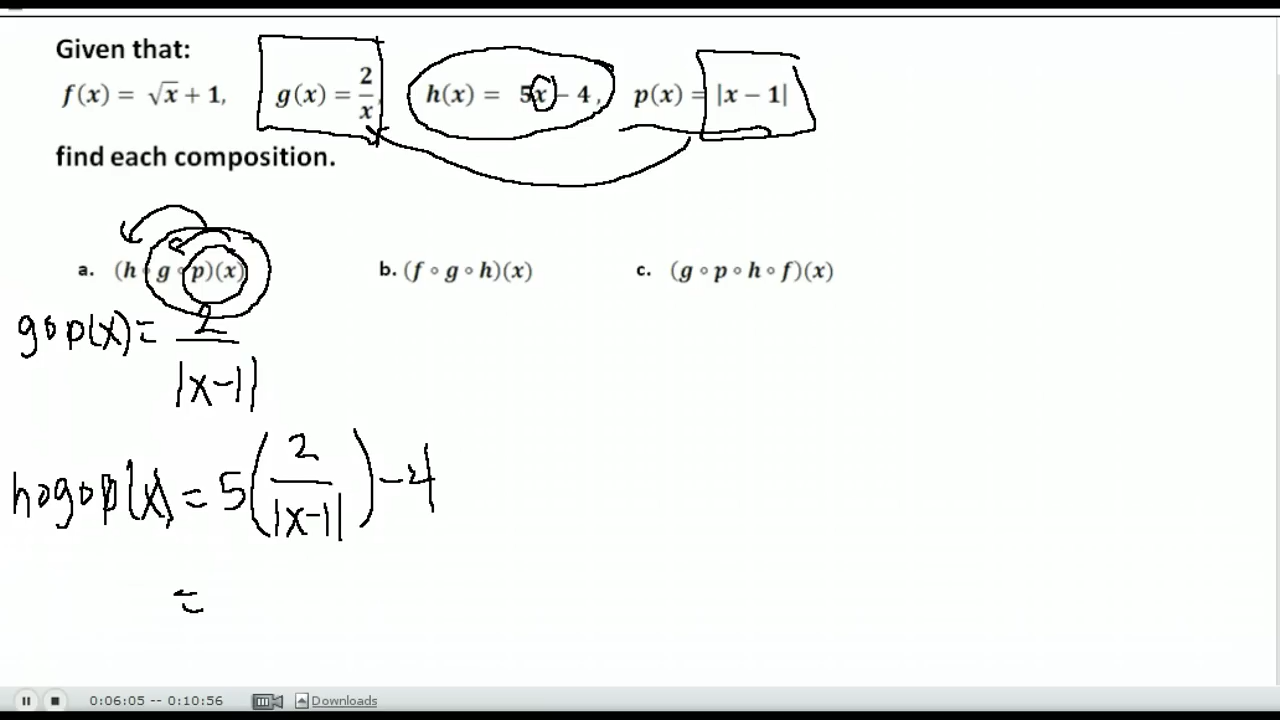 Given that:
f(x) = √x + 1, g(x) = 2/x h(x) = 5x − 4, p(x) = |x − 1|
find each composition.
a. (h ∘ g ∘ p)(x) b. (f ∘ g ∘ h)(x) c. (g ∘ p ∘ h ∘ f)(x)
g∘p(x) = 2/|x−1|
h∘g∘p(x) = 5(2/|x−1|) − 4
=
0:06:05 -- 0:10:56 Downloads